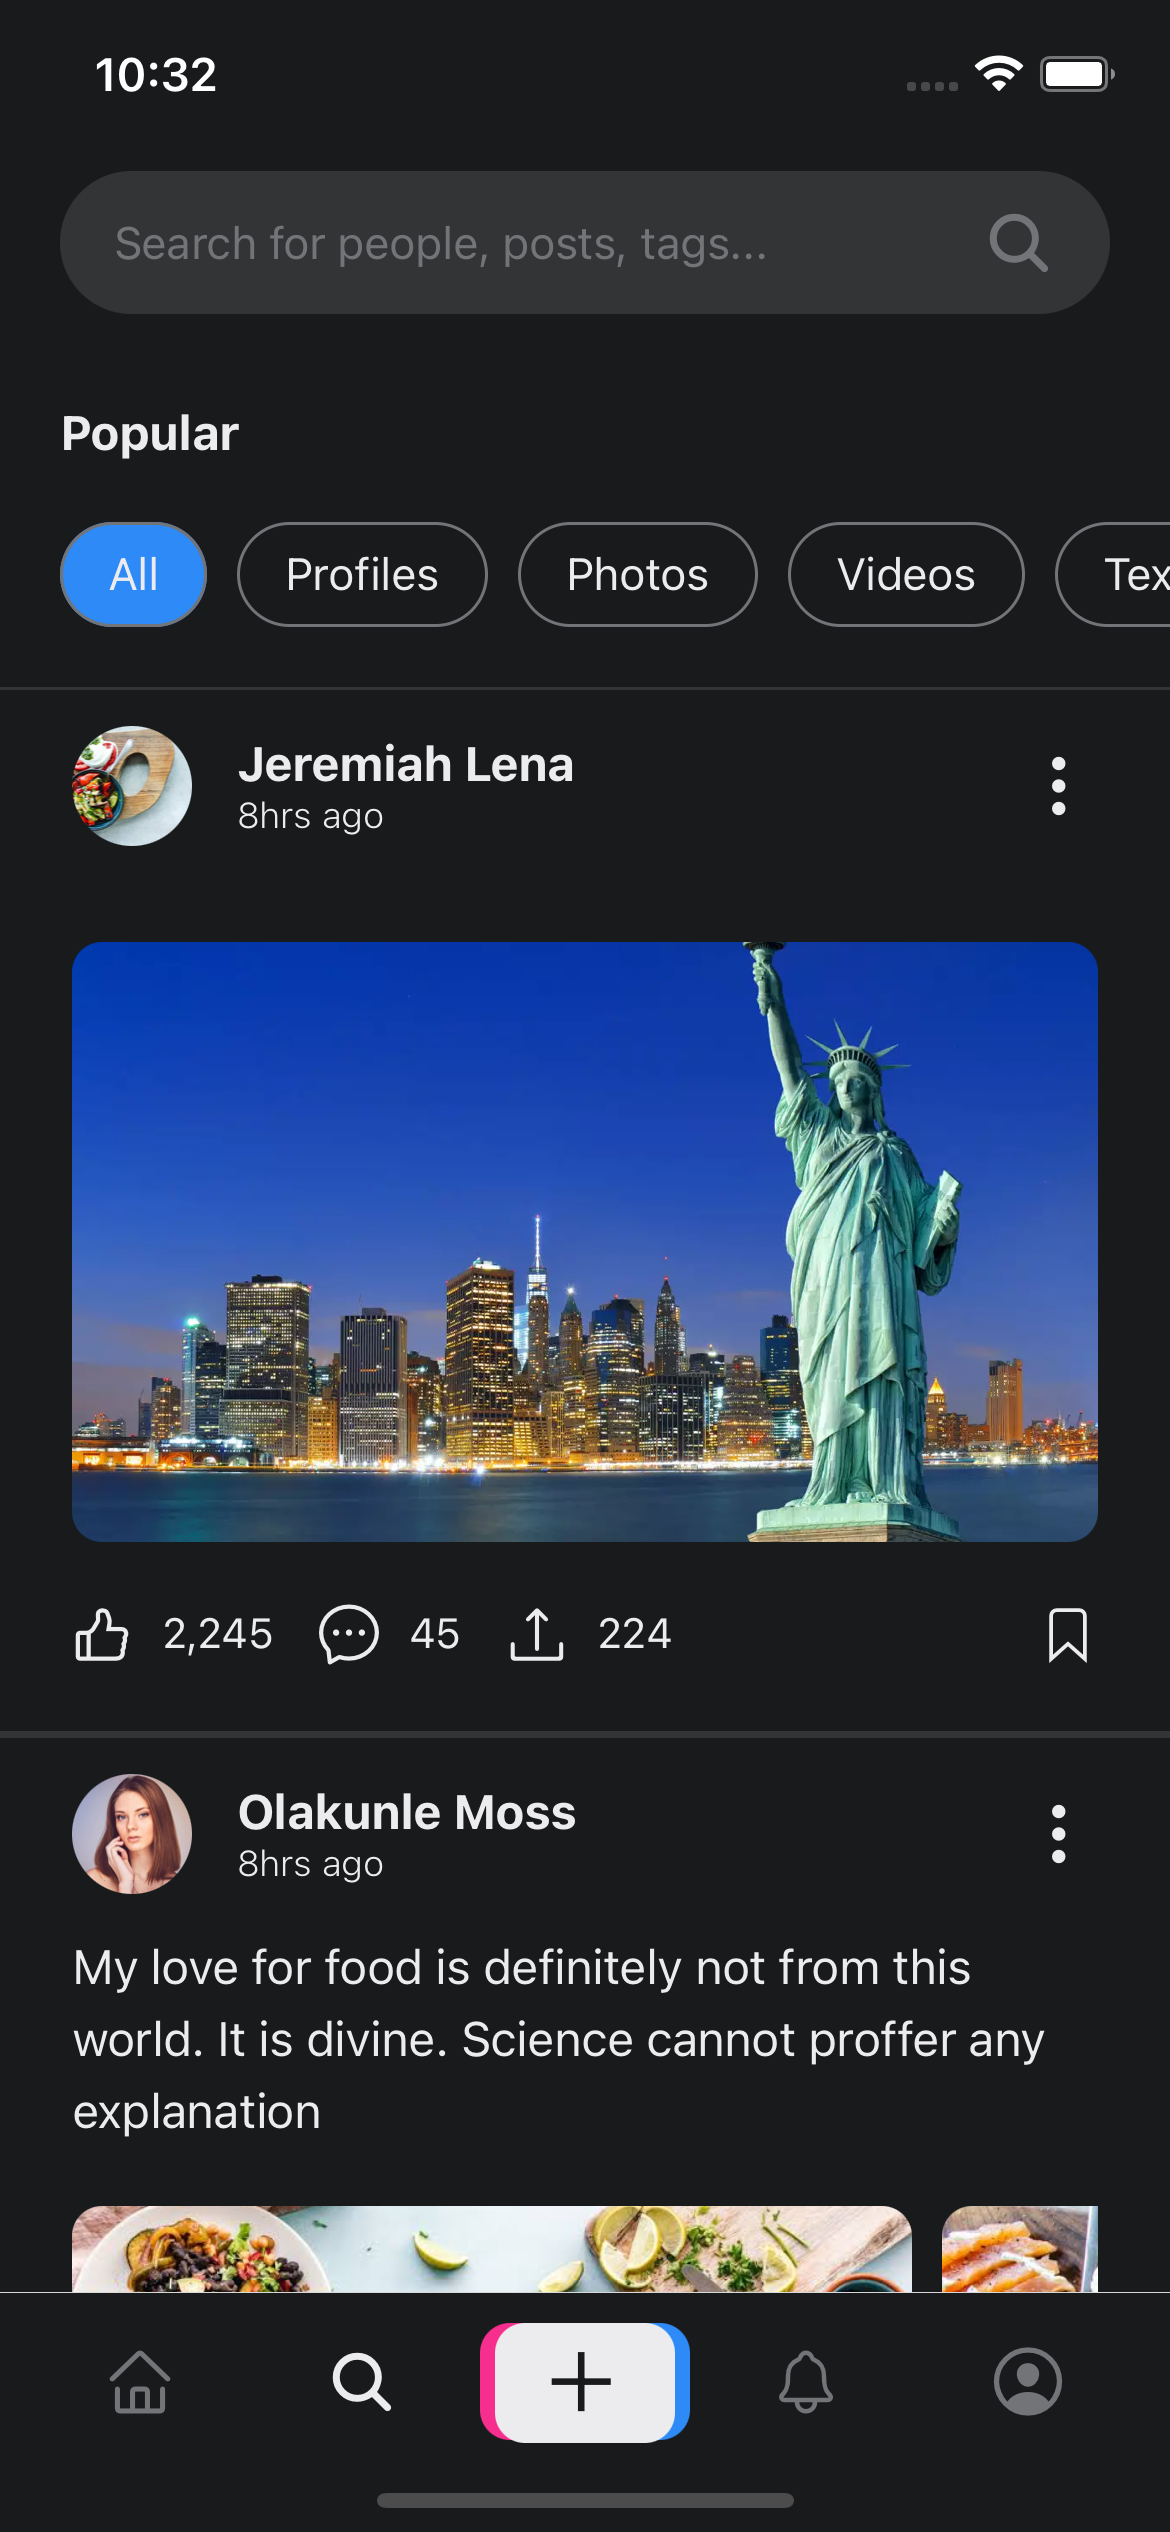 10:32
Search for people, posts, tags...
Popular
All Profiles Photos Videos Tex
Jeremiah Lena
8hrs ago
2,245 45 224
Olakunle Moss
8hrs ago
My love for food is definitely not from this
world. It is divine. Science cannot proffer any
explanation